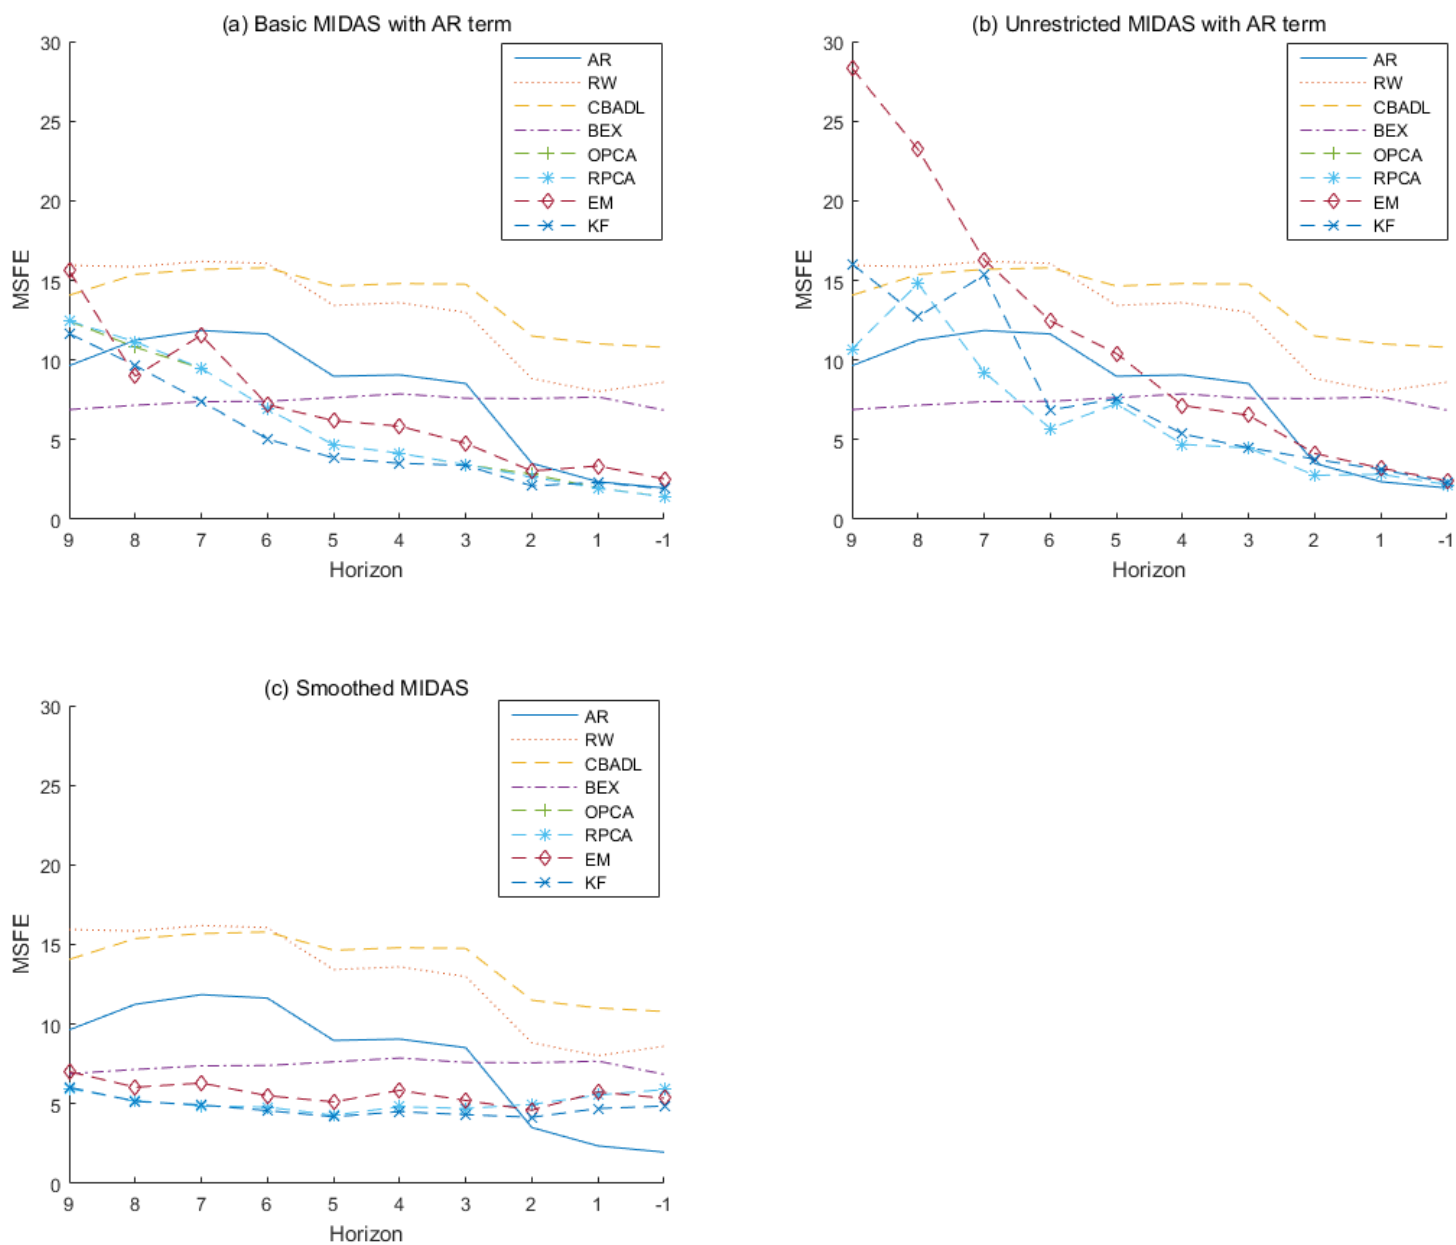 (a) Basic MIDAS with AR term
30
25
20
15
10
5
0
MSFE
9 8 7 6 5 4 3 2 1 -1
Horizon
AR
RW
CBADL
BEX
OPCA
RPCA
EM
KF
(b) Unrestricted MIDAS with AR term
30
25
20
15
10
5
0
MSFE
9 8 7 6 5 4 3 2 1 -1
Horizon
AR
RW
CBADL
BEX
OPCA
RPCA
EM
KF
(c) Smoothed MIDAS
30
25
20
15
10
5
0
MSFE
9 8 7 6 5 4 3 2 1 -1
Horizon
AR
RW
CBADL
BEX
OPCA
RPCA
EM
KF